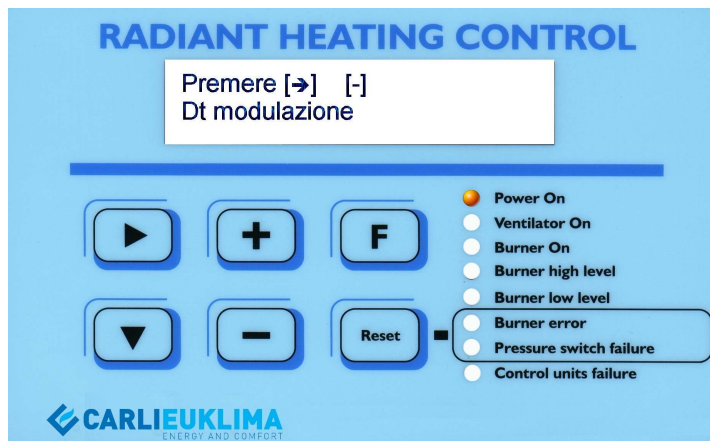 RADIANT HEATING CONTROL
Premere [→] [-]
Dt modulazione
F
Reset
Power On
Ventilator On
Burner On
Burner high level
Burner low level
Burner error
Pressure switch failure
Control units failure
CARLIEUKLIMA
ENERGY AND COMFORT